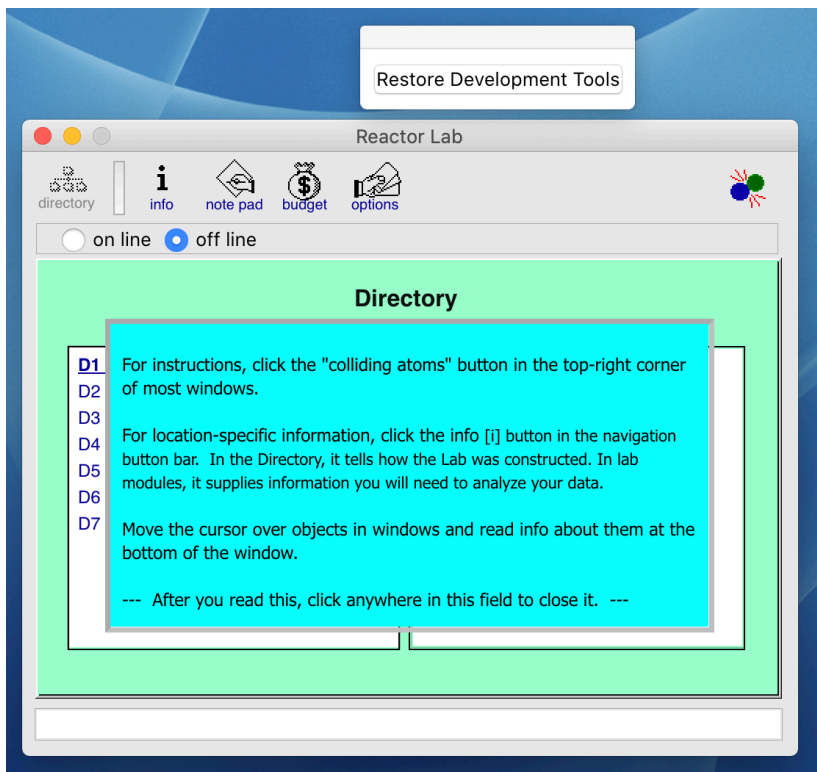 Restore Development Tools
Reactor Lab
directory
i
info
note pad
$
budget
options
on line
off line
Directory
D1
D2
D3
D4
D5
D6
D7
For instructions, click the "colliding atoms" button in the top-right corner
of most windows.
For location-specific information, click the info [i] button in the navigation
button bar.  In the Directory, it tells how the Lab was constructed. In lab
modules, it supplies information you will need to analyze your data.
Move the cursor over objects in windows and read info about them at the
bottom of the window.
---  After you read this, click anywhere in this field to close it.  ---